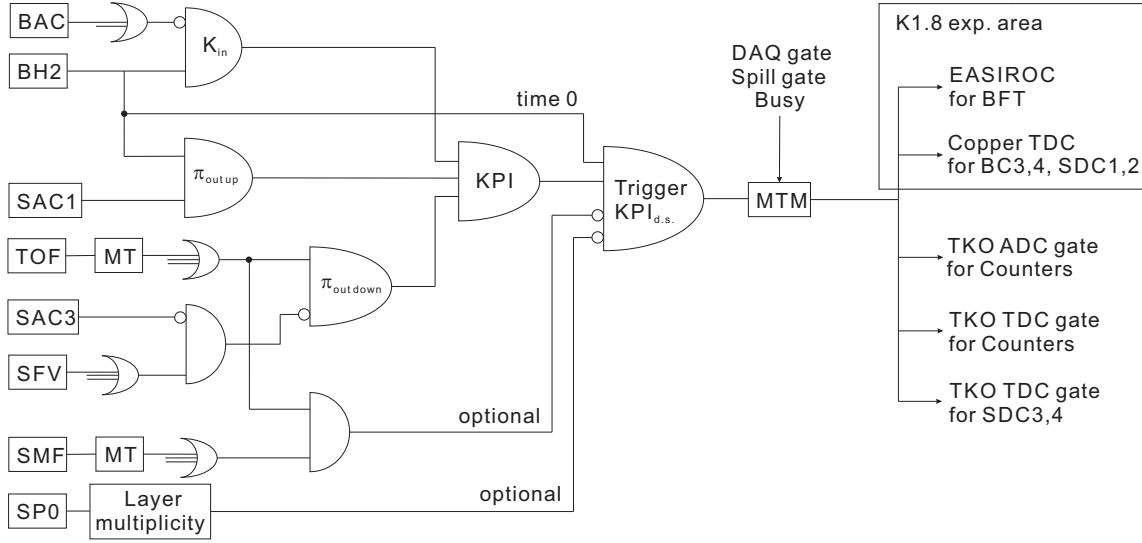 BAC
K_in
K1.8 exp. area
BH2
DAQ gate
Spill gate
Busy
EASIROC
for BFT
time 0
Copper TDC
for BC3,4, SDC1,2
π_out up
KPI
Trigger
KPI_d.s.
MTM
SAC1
TOF
MT
TKO ADC gate
for Counters
π_out down
SAC3
TKO TDC gate
for Counters
SFV
TKO TDC gate
for SDC3,4
optional
SMF
MT
optional
SP0
Layer
multiplicity